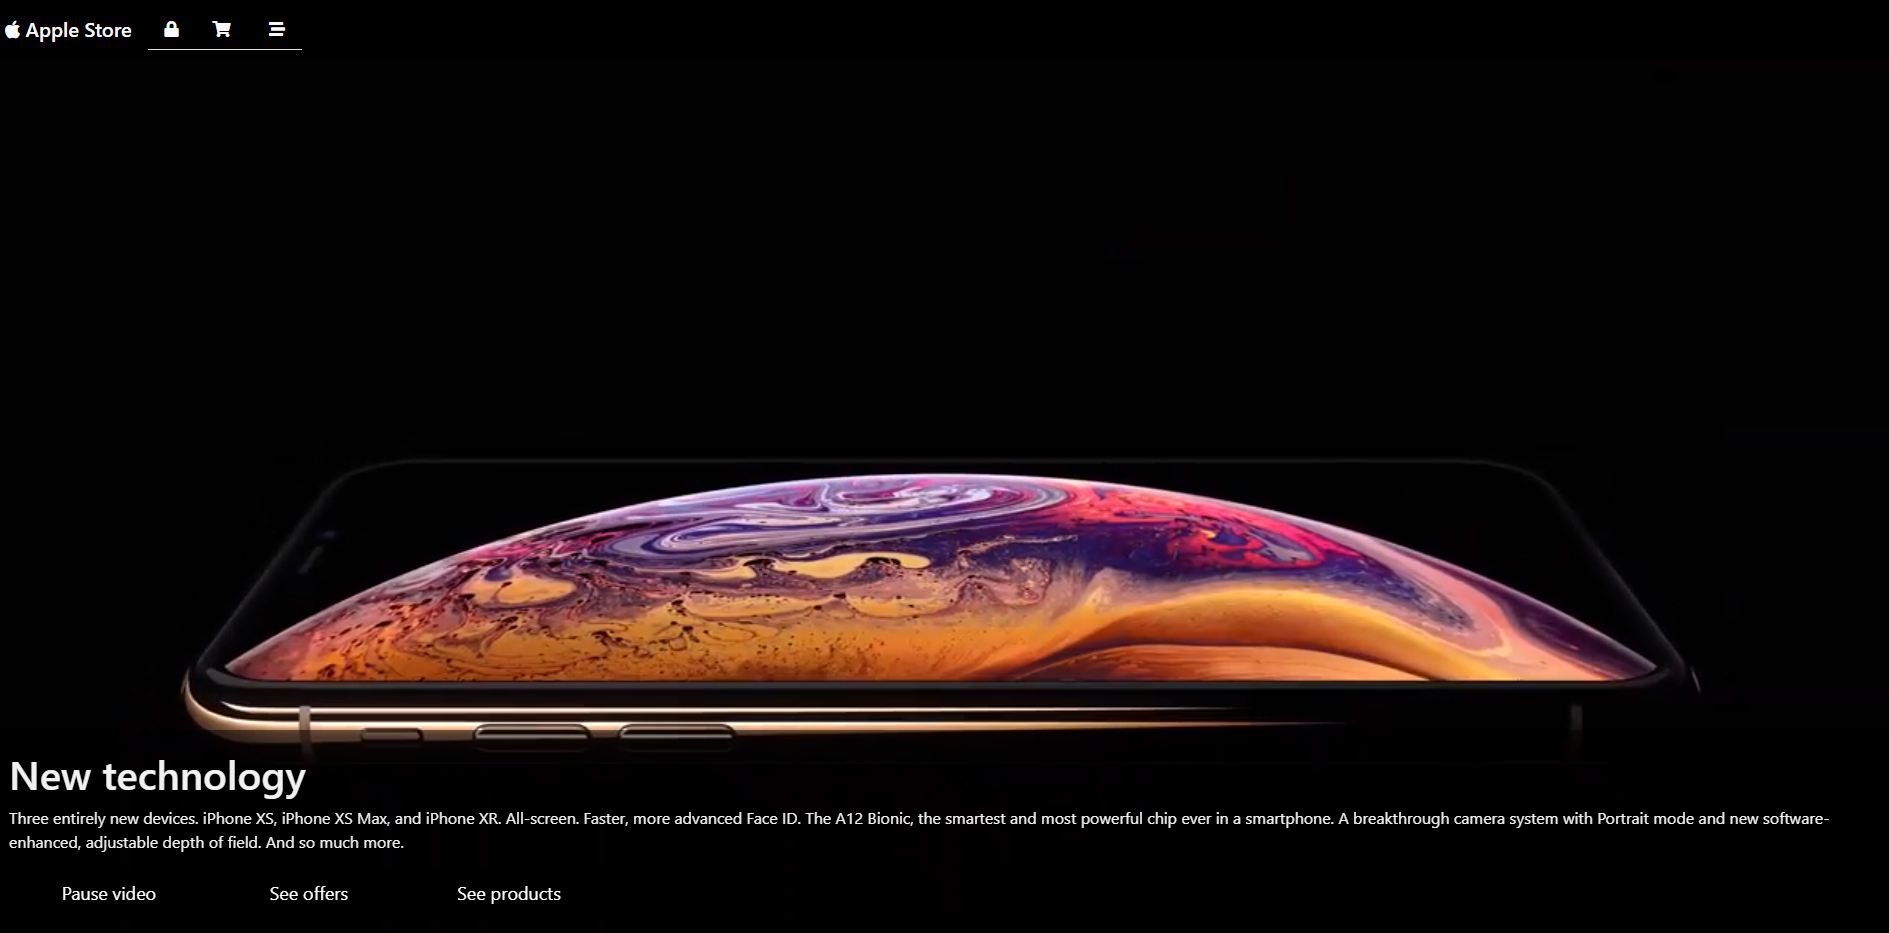 Apple Store
New technology
Three entirely new devices. iPhone XS, iPhone XS Max, and iPhone XR. All-screen. Faster, more advanced Face ID. The A12 Bionic, the smartest and most powerful chip ever in a smartphone. A breakthrough camera system with Portrait mode and new software-
enhanced, adjustable depth of field. And so much more.
Pause video
See offers
See products